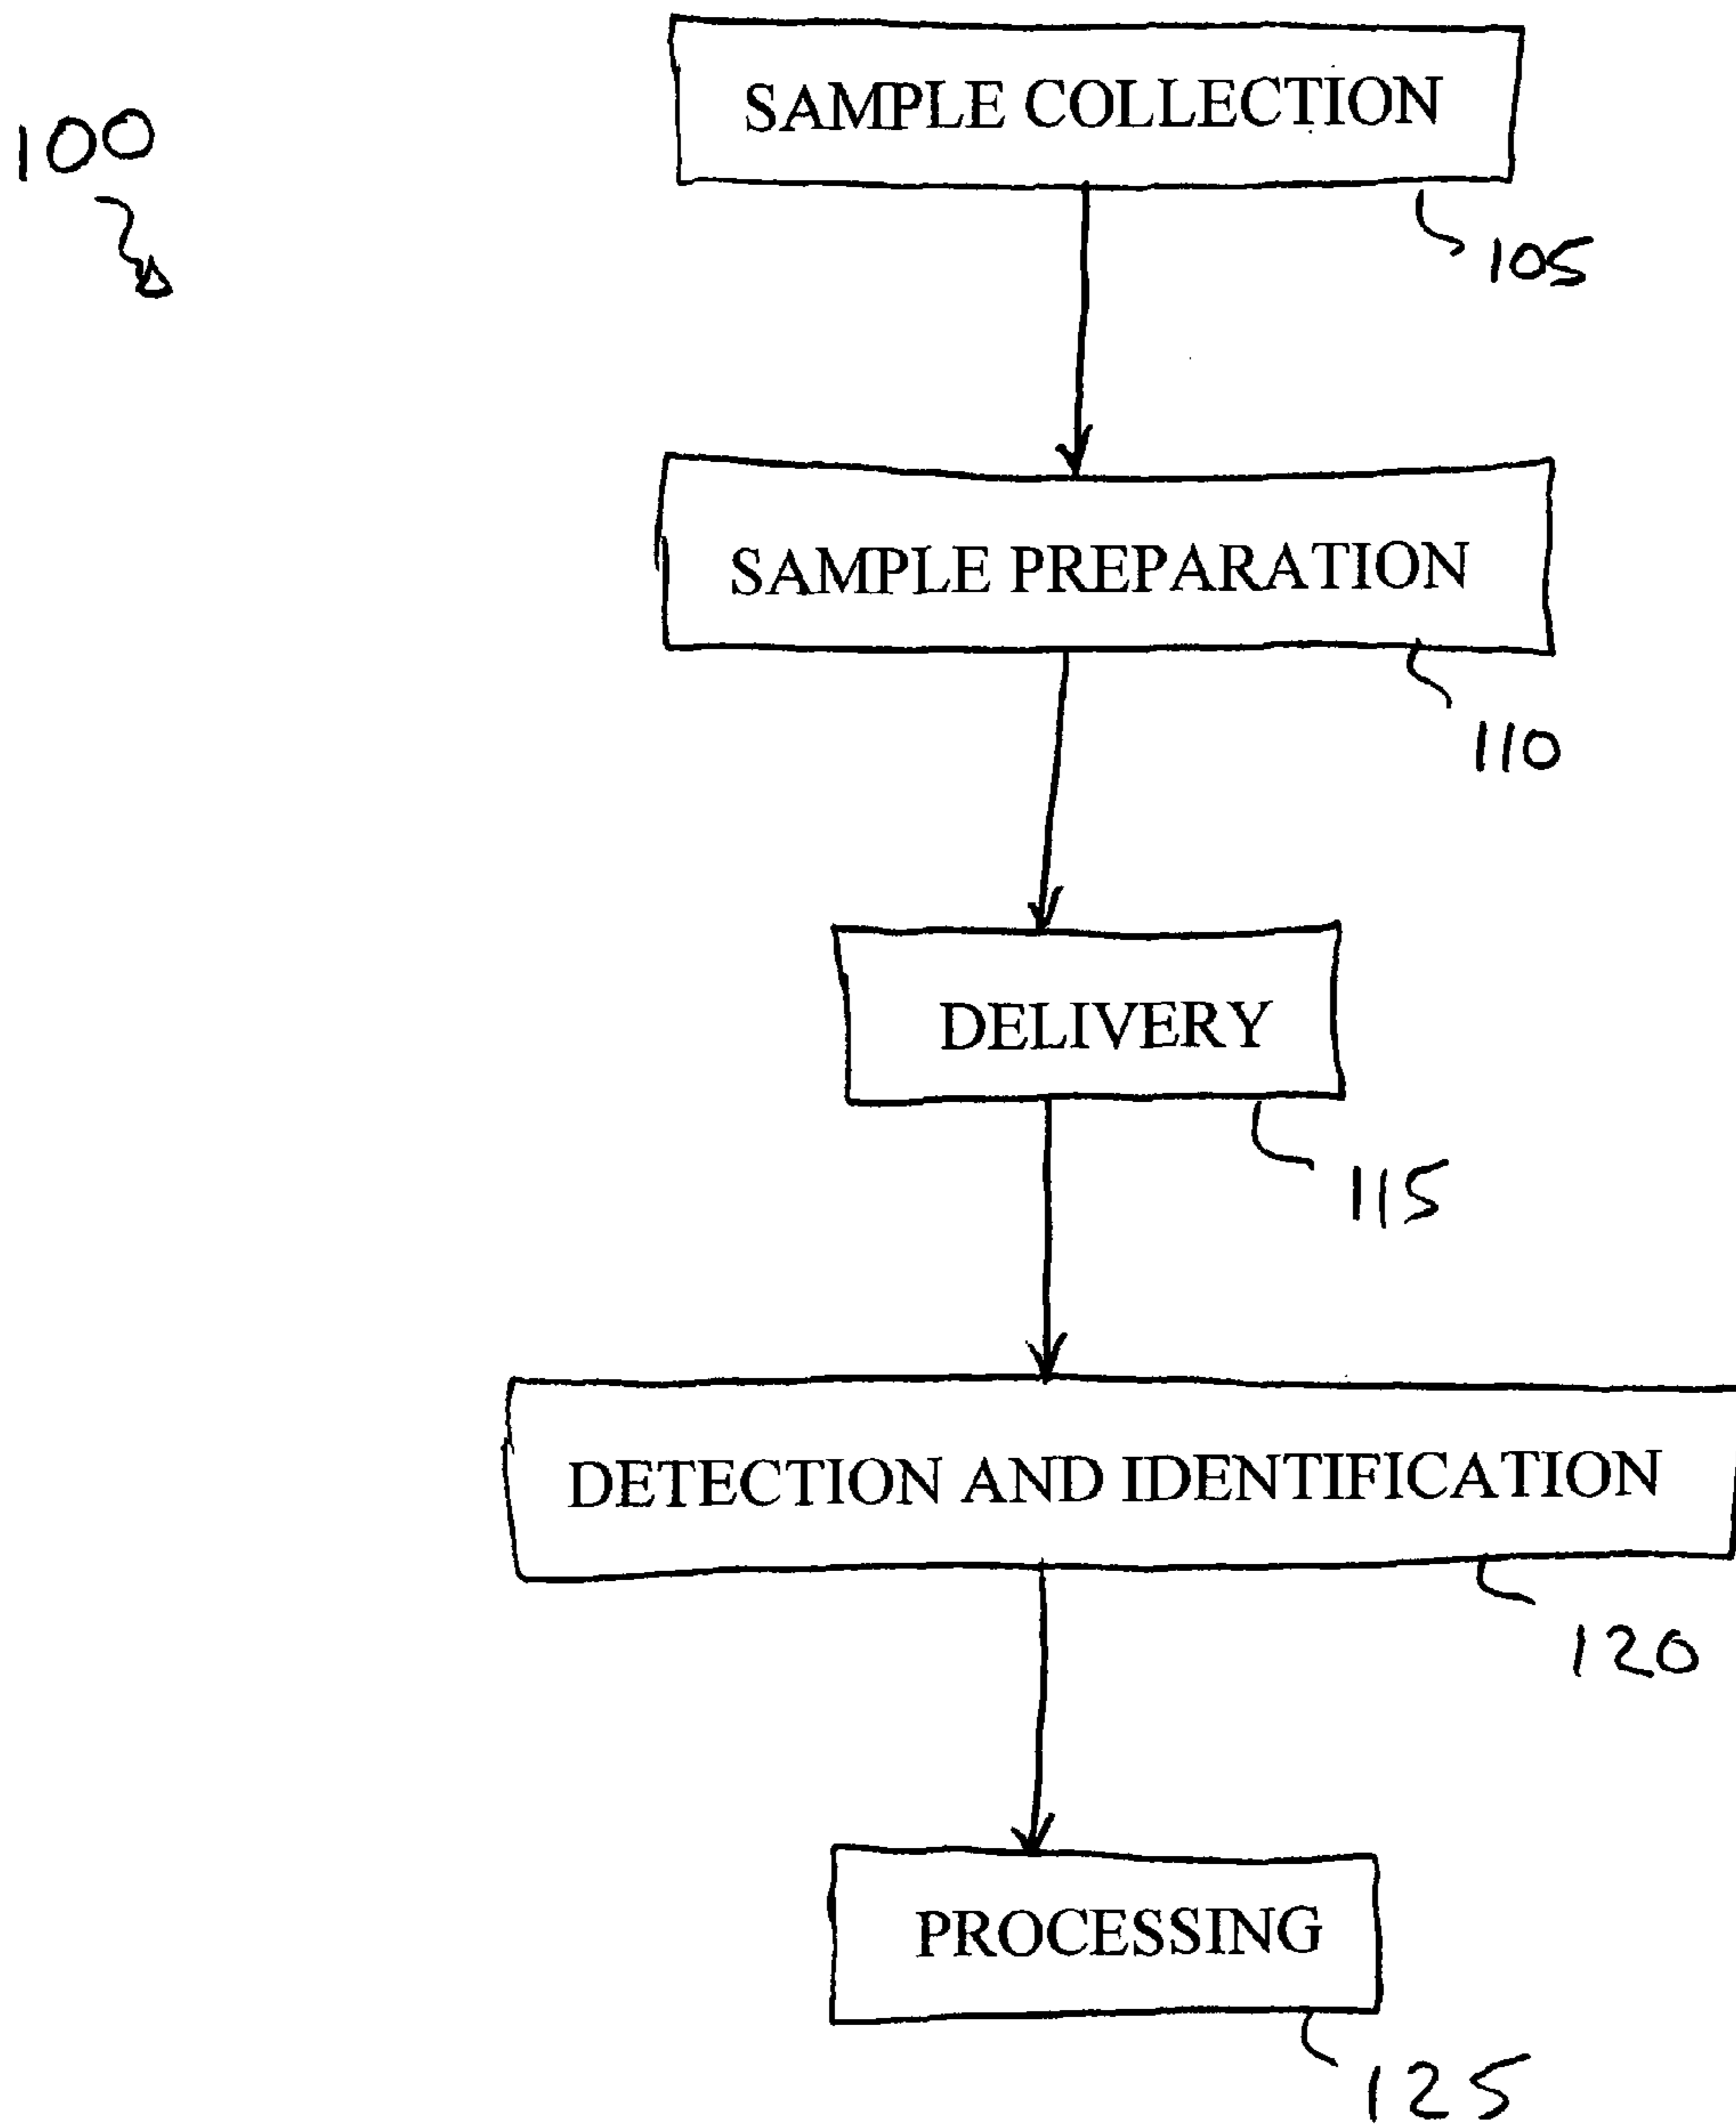 SAMPLE COLLECTION
100
105
SAMPLE PREPARATION
110
DELIVERY
115
DETECTION AND IDENTIFICATION
120
PROCESSING
125